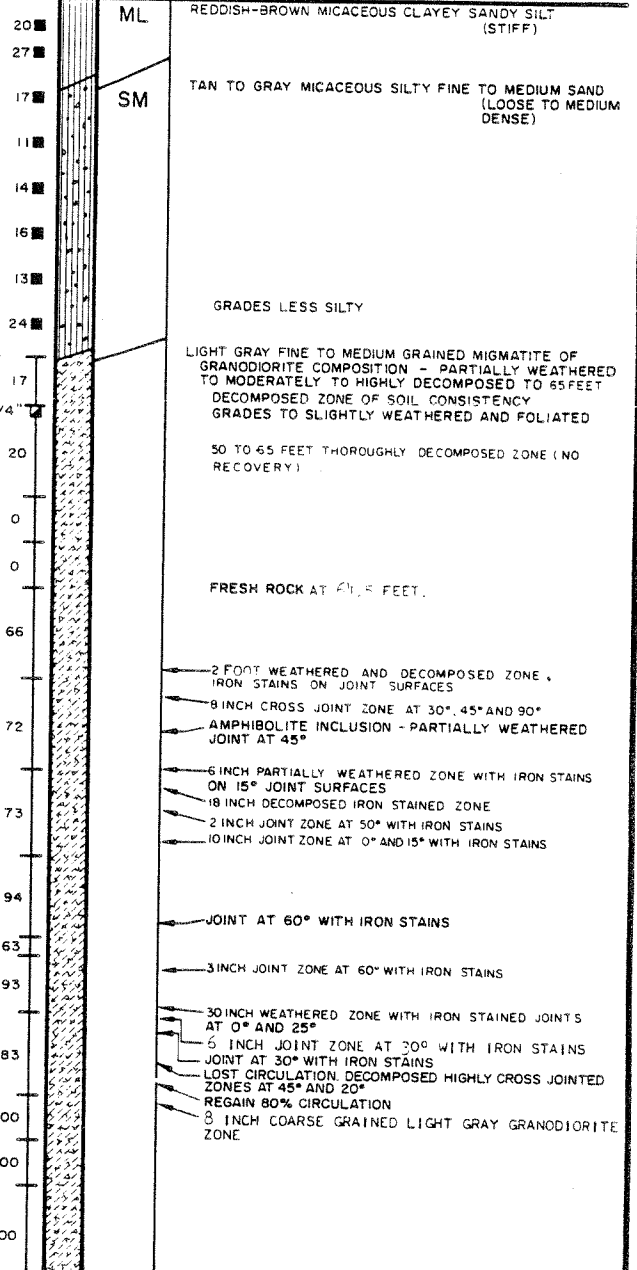 20
ML
REDDISH-BROWN MICACEOUS CLAYEY SANDY SILT
(STIFF)
27
17
SM
TAN TO GRAY MICACEOUS SILTY FINE TO MEDIUM SAND
(LOOSE TO MEDIUM
DENSE)
11
14
16
13
GRADES LESS SILTY
24
LIGHT GRAY FINE TO MEDIUM GRAINED MIGMATITE OF
GRANODIORITE COMPOSITION - PARTIALLY WEATHERED
TO MODERATELY TO HIGHLY DECOMPOSED TO 65 FEET
17
DECOMPOSED ZONE OF SOIL CONSISTENCY
GRADES TO SLIGHTLY WEATHERED AND FOLIATED
/4"
20
50 TO 65 FEET THOROUGHLY DECOMPOSED ZONE (NO
RECOVERY)
0
0
FRESH ROCK AT FEET.
66
2 FOOT WEATHERED AND DECOMPOSED ZONE,
IRON STAINS ON JOINT SURFACES
8 INCH CROSS JOINT ZONE AT 30°, 45° AND 90°
72
AMPHIBOLITE INCLUSION - PARTIALLY WEATHERED
JOINT AT 45°
6 INCH PARTIALLY WEATHERED ZONE WITH IRON STAINS
ON 15° JOINT SURFACES
18 INCH DECOMPOSED IRON STAINED ZONE
73
2 INCH JOINT ZONE AT 50° WITH IRON STAINS
10 INCH JOINT ZONE AT 0° AND 15° WITH IRON STAINS
94
JOINT AT 60° WITH IRON STAINS
63
3 INCH JOINT ZONE AT 60° WITH IRON STAINS
93
30 INCH WEATHERED ZONE WITH IRON STAINED JOINTS
AT 0° AND 25°
6 INCH JOINT ZONE AT 30° WITH IRON STAINS
83
JOINT AT 30° WITH IRON STAINS
LOST CIRCULATION. DECOMPOSED HIGHLY CROSS JOINTED
ZONES AT 45° AND 20°
REGAIN 80% CIRCULATION
00
8 INCH COARSE GRAINED LIGHT GRAY GRANODIORITE
ZONE
00
00